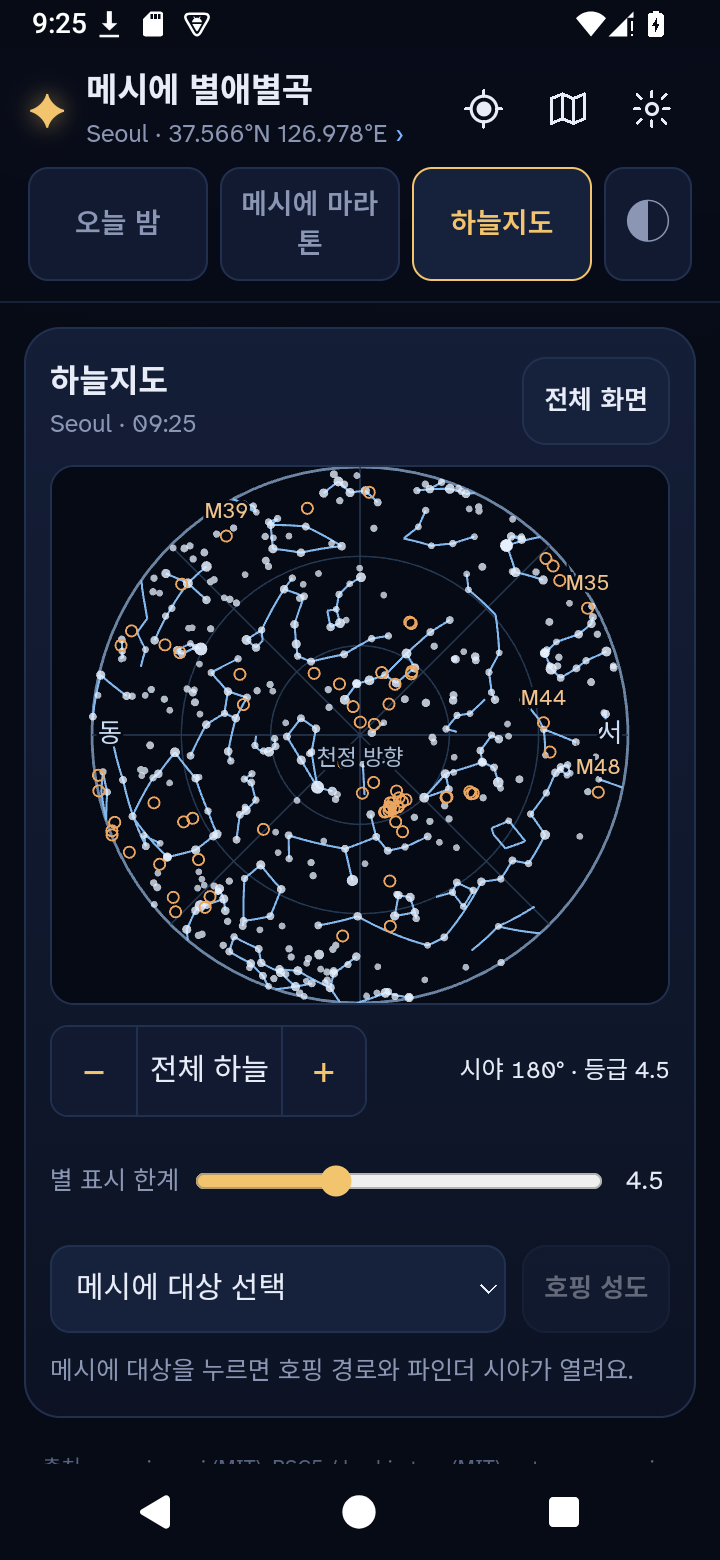 9:25
메시에 별애별곡
Seoul · 37.566°N 126.978°E ›
오늘 밤
메시에 마라
톤
하늘지도
하늘지도
Seoul · 09:25
전체 화면
M39
M35
M44
동
서
천정 방향
M48
−
전체 하늘
+
시야 180° · 등급 4.5
별 표시 한계
4.5
메시에 대상 선택
호핑 성도
메시에 대상을 누르면 호핑 경로와 파인더 시야가 열려요.